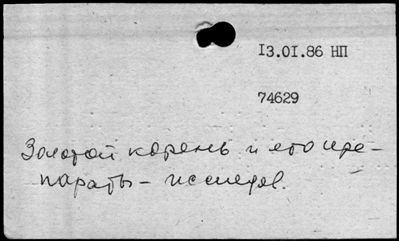 13.01.86 НП
74629
Золотой корень и его пре-
параты – исследов.